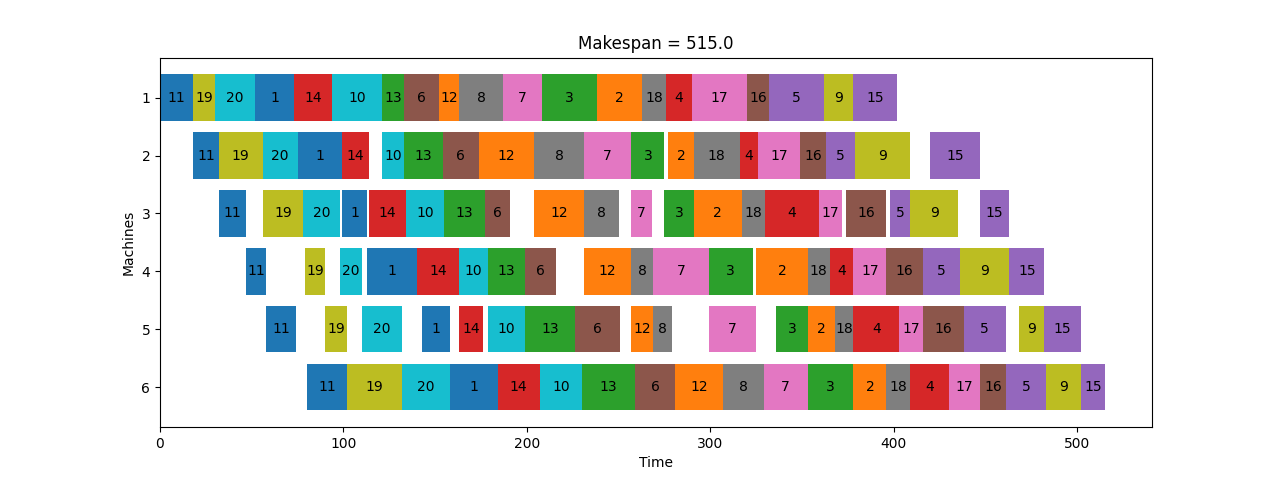 Makespan = 515.0
1 11 19 20 1 14 10 13 6 12 8 7 3 2 18 4 17 16 5 9 15
2 11 19 20 1 14 10 13 6 12 8 7 3 2 18 4 17 16 5 9 15
3 11 19 20 1 14 10 13 6 12 8 7 3 2 18 4 17 16 5 9 15
4 11 19 20 1 14 10 13 6 12 8 7 3 2 18 4 17 16 5 9 15
5 11 19 20 1 14 10 13 6 12 8 7 3 2 18 4 17 16 5 9 15
6 11 19 20 1 14 10 13 6 12 8 7 3 2 18 4 17 16 5 9 15
Machines
0 100 200 300 400 500
Time